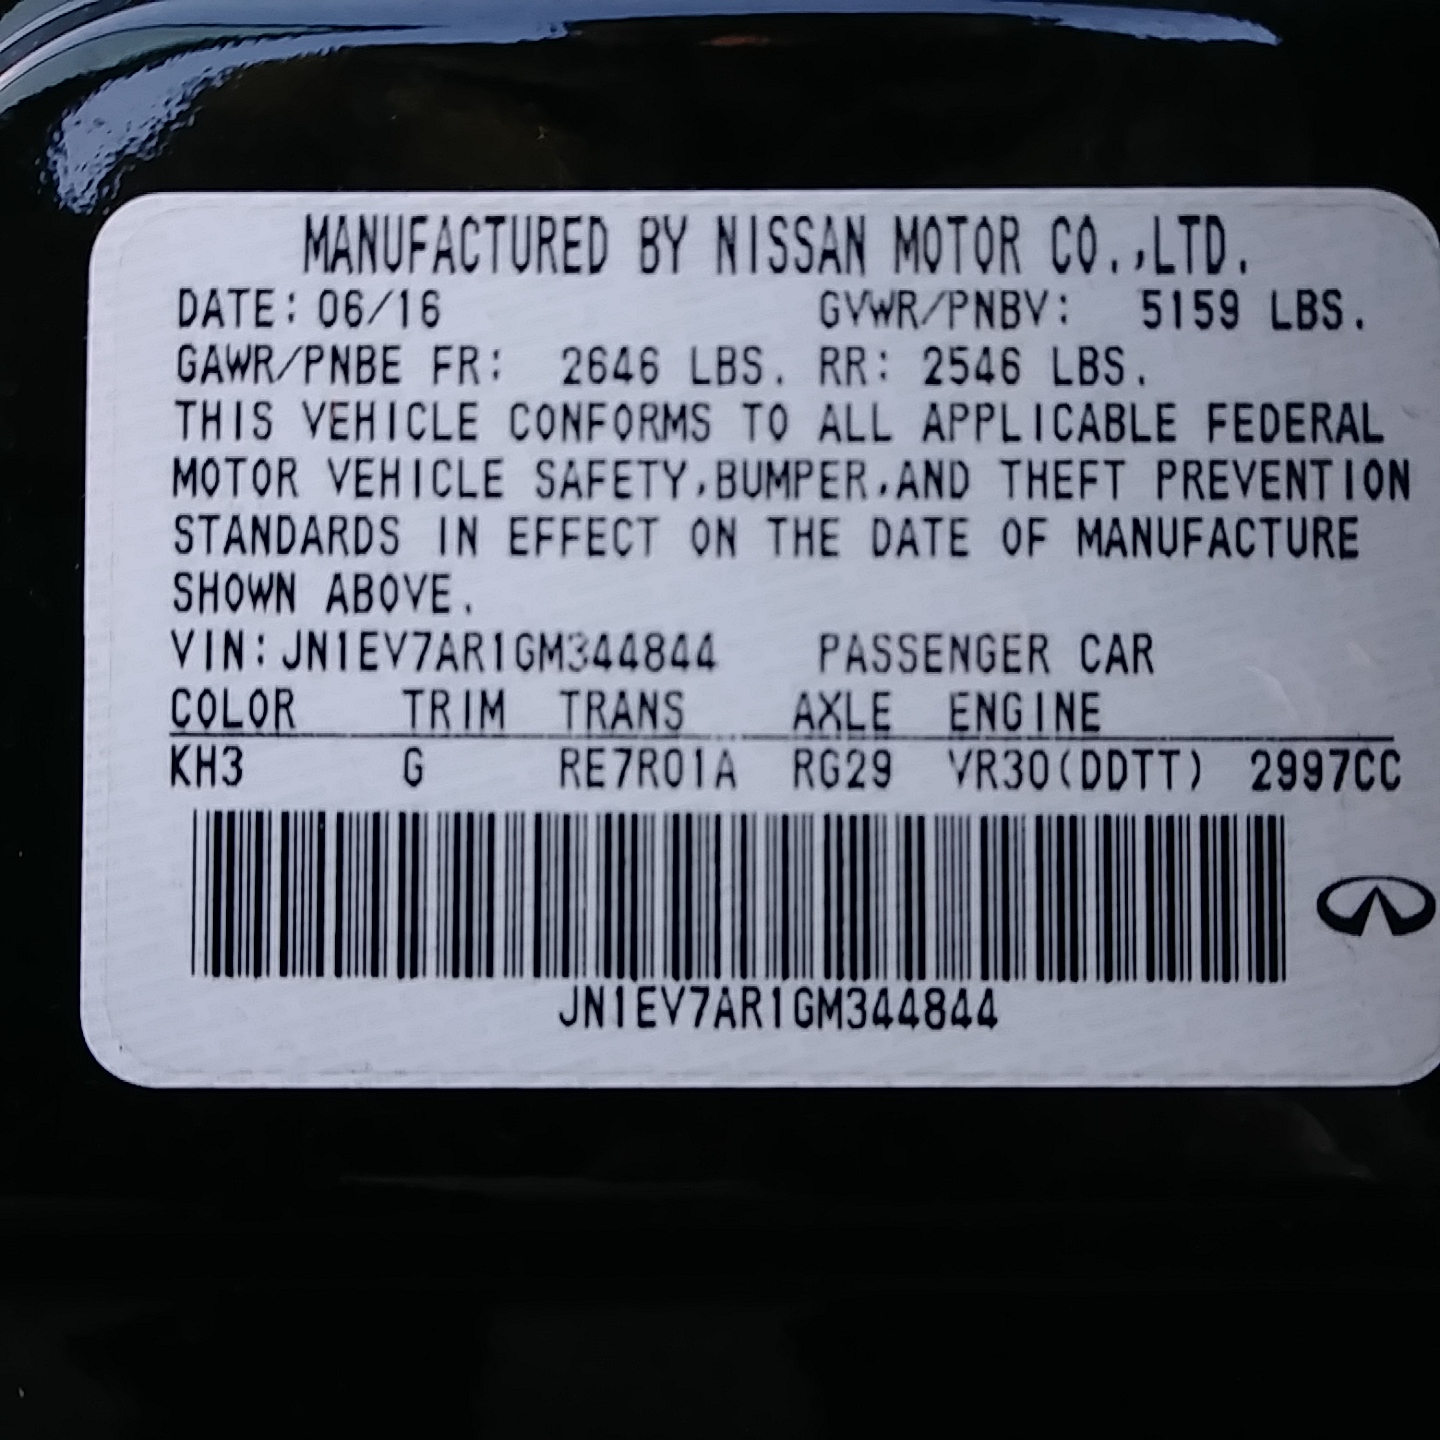 MANUFACTURED BY NISSAN MOTOR CO.,LTD.
DATE: 06/16 GVWR/PNBV: 5159 LBS.
GAWR/PNBE FR: 2646 LBS. RR: 2546 LBS.
THIS VEHICLE CONFORMS TO ALL APPLICABLE FEDERAL
MOTOR VEHICLE SAFETY,BUMPER,AND THEFT PREVENTION
STANDARDS IN EFFECT ON THE DATE OF MANUFACTURE
SHOWN ABOVE.
VIN:JN1EV7AR1GM344844 PASSENGER CAR
COLOR TRIM TRANS AXLE ENGINE
KH3 G RE7R01A RG29 VR30(DDTT) 2997CC
JN1EV7AR1GM344844